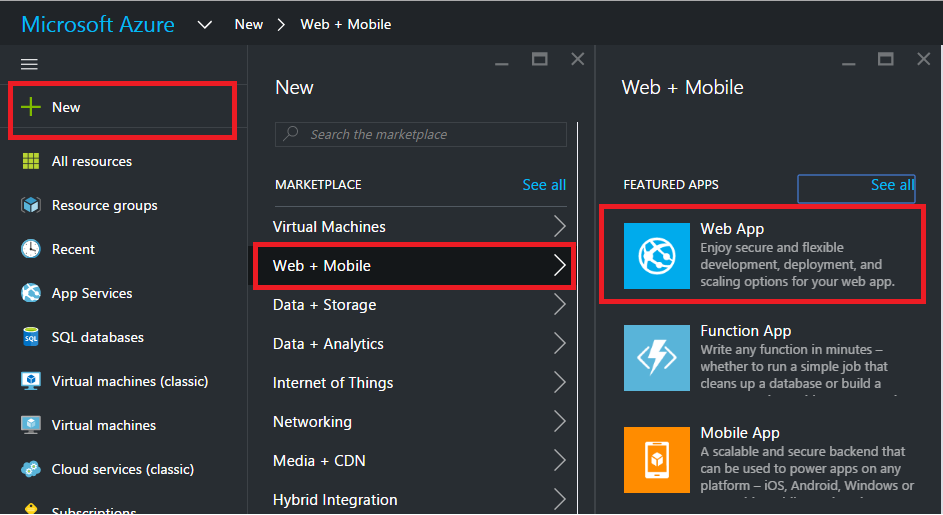 Microsoft Azure New > Web + Mobile
New
All resources
Resource groups
Recent
App Services
SQL databases
SQL
Virtual machines (classic)
Virtual machines
Cloud services (classic)
Subscriptions
New
Search the marketplace
MARKETPLACE See all
Virtual Machines
Web + Mobile
Data + Storage
Data + Analytics
Internet of Things
Networking
Media + CDN
Hybrid Integration
Web + Mobile
FEATURED APPS See all
Web App
Enjoy secure and flexible
development, deployment, and
scaling options for your web app.
Function App
Write any function in minutes –
whether to run a simple job that
cleans up a database or build a
Mobile App
A scalable and secure backend that
can be used to power apps on any
platform – iOS, Android, Windows or